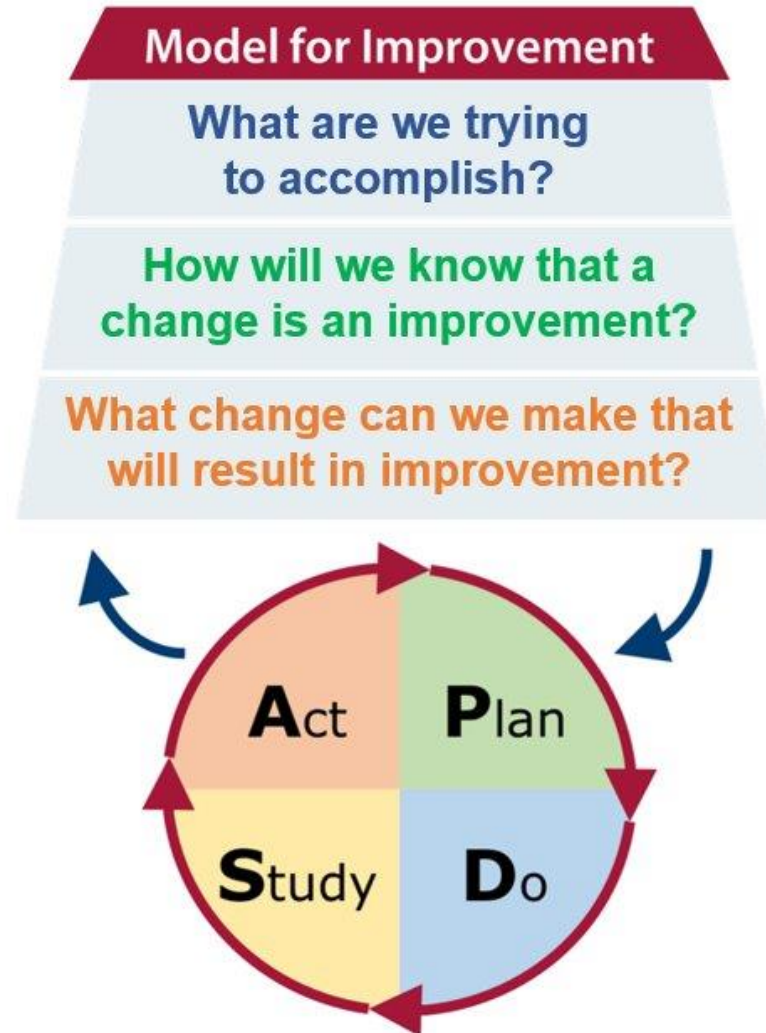 Model for Improvement
What are we trying
to accomplish?
How will we know that a
change is an improvement?
What change can we make that
will result in improvement?
Act
Plan
Study
Do